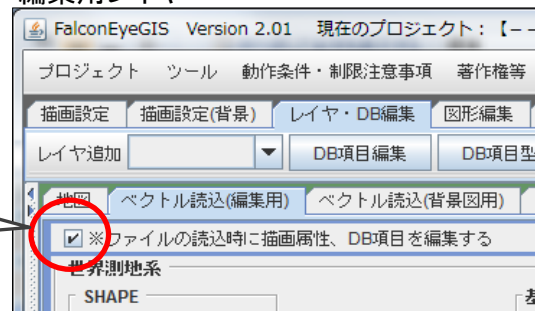 FalconEyeGIS Version 2.01 現在のプロジェクト:【－－
プロジェクト ツール 動作条件・制限注意事項 著作権等
描画設定 描画設定(背景) レイヤ・DB編集 図形編集
レイヤ追加 DB項目編集 DB項目型
地図 ベクトル読込(編集用) ベクトル読込(背景図用)
※ファイルの読込時に描画属性、DB項目を編集する
世界測地系
SHAPE 基